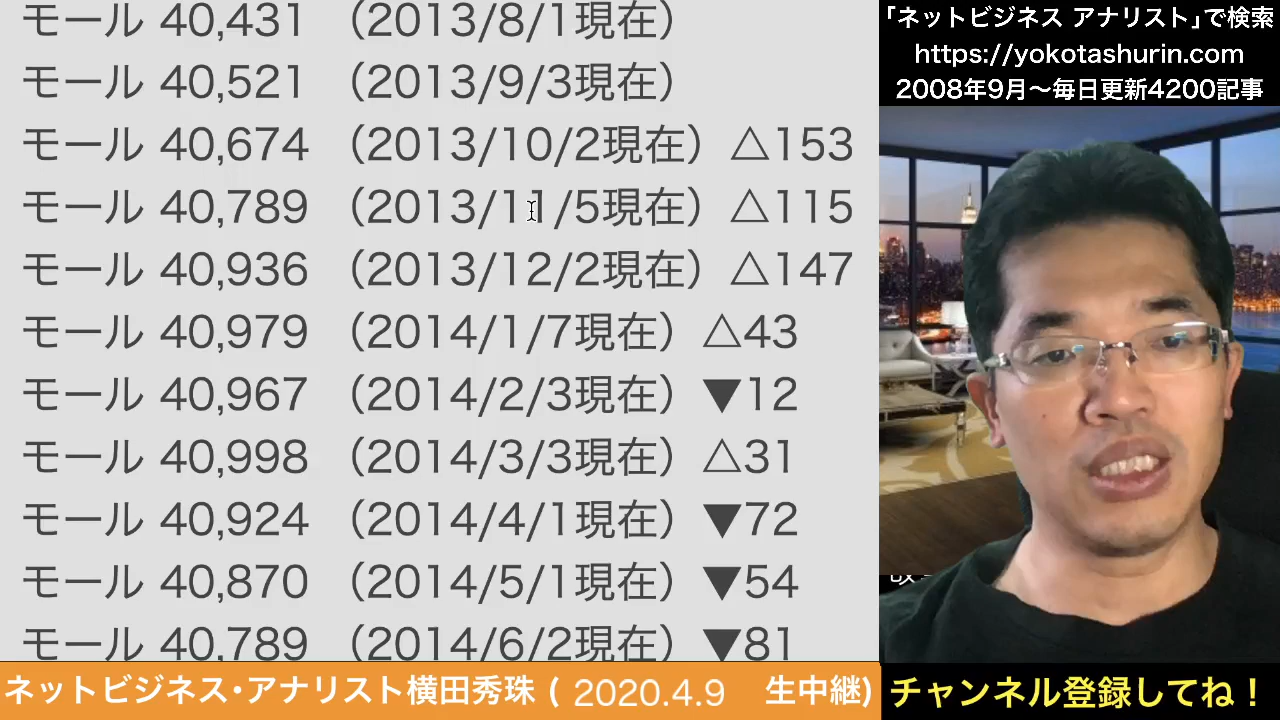 モール 40,431 （2013/8/1現在）
モール 40,521 （2013/9/3現在）
モール 40,674 （2013/10/2現在）△153
モール 40,789 （2013/11/5現在）△115
モール 40,936 （2013/12/2現在）△147
モール 40,979 （2014/1/7現在）△43
モール 40,967 （2014/2/3現在）▼12
モール 40,998 （2014/3/3現在）△31
モール 40,924 （2014/4/1現在）▼72
モール 40,870 （2014/5/1現在）▼54
モール 40,789 （2014/6/2現在）▼81
「ネットビジネス アナリスト」で検索
https://yokotashurin.com
2008年9月〜毎日更新4200記事
ネットビジネス・アナリスト横田秀珠 ( 2020.4.9 生中継)
チャンネル登録してね！